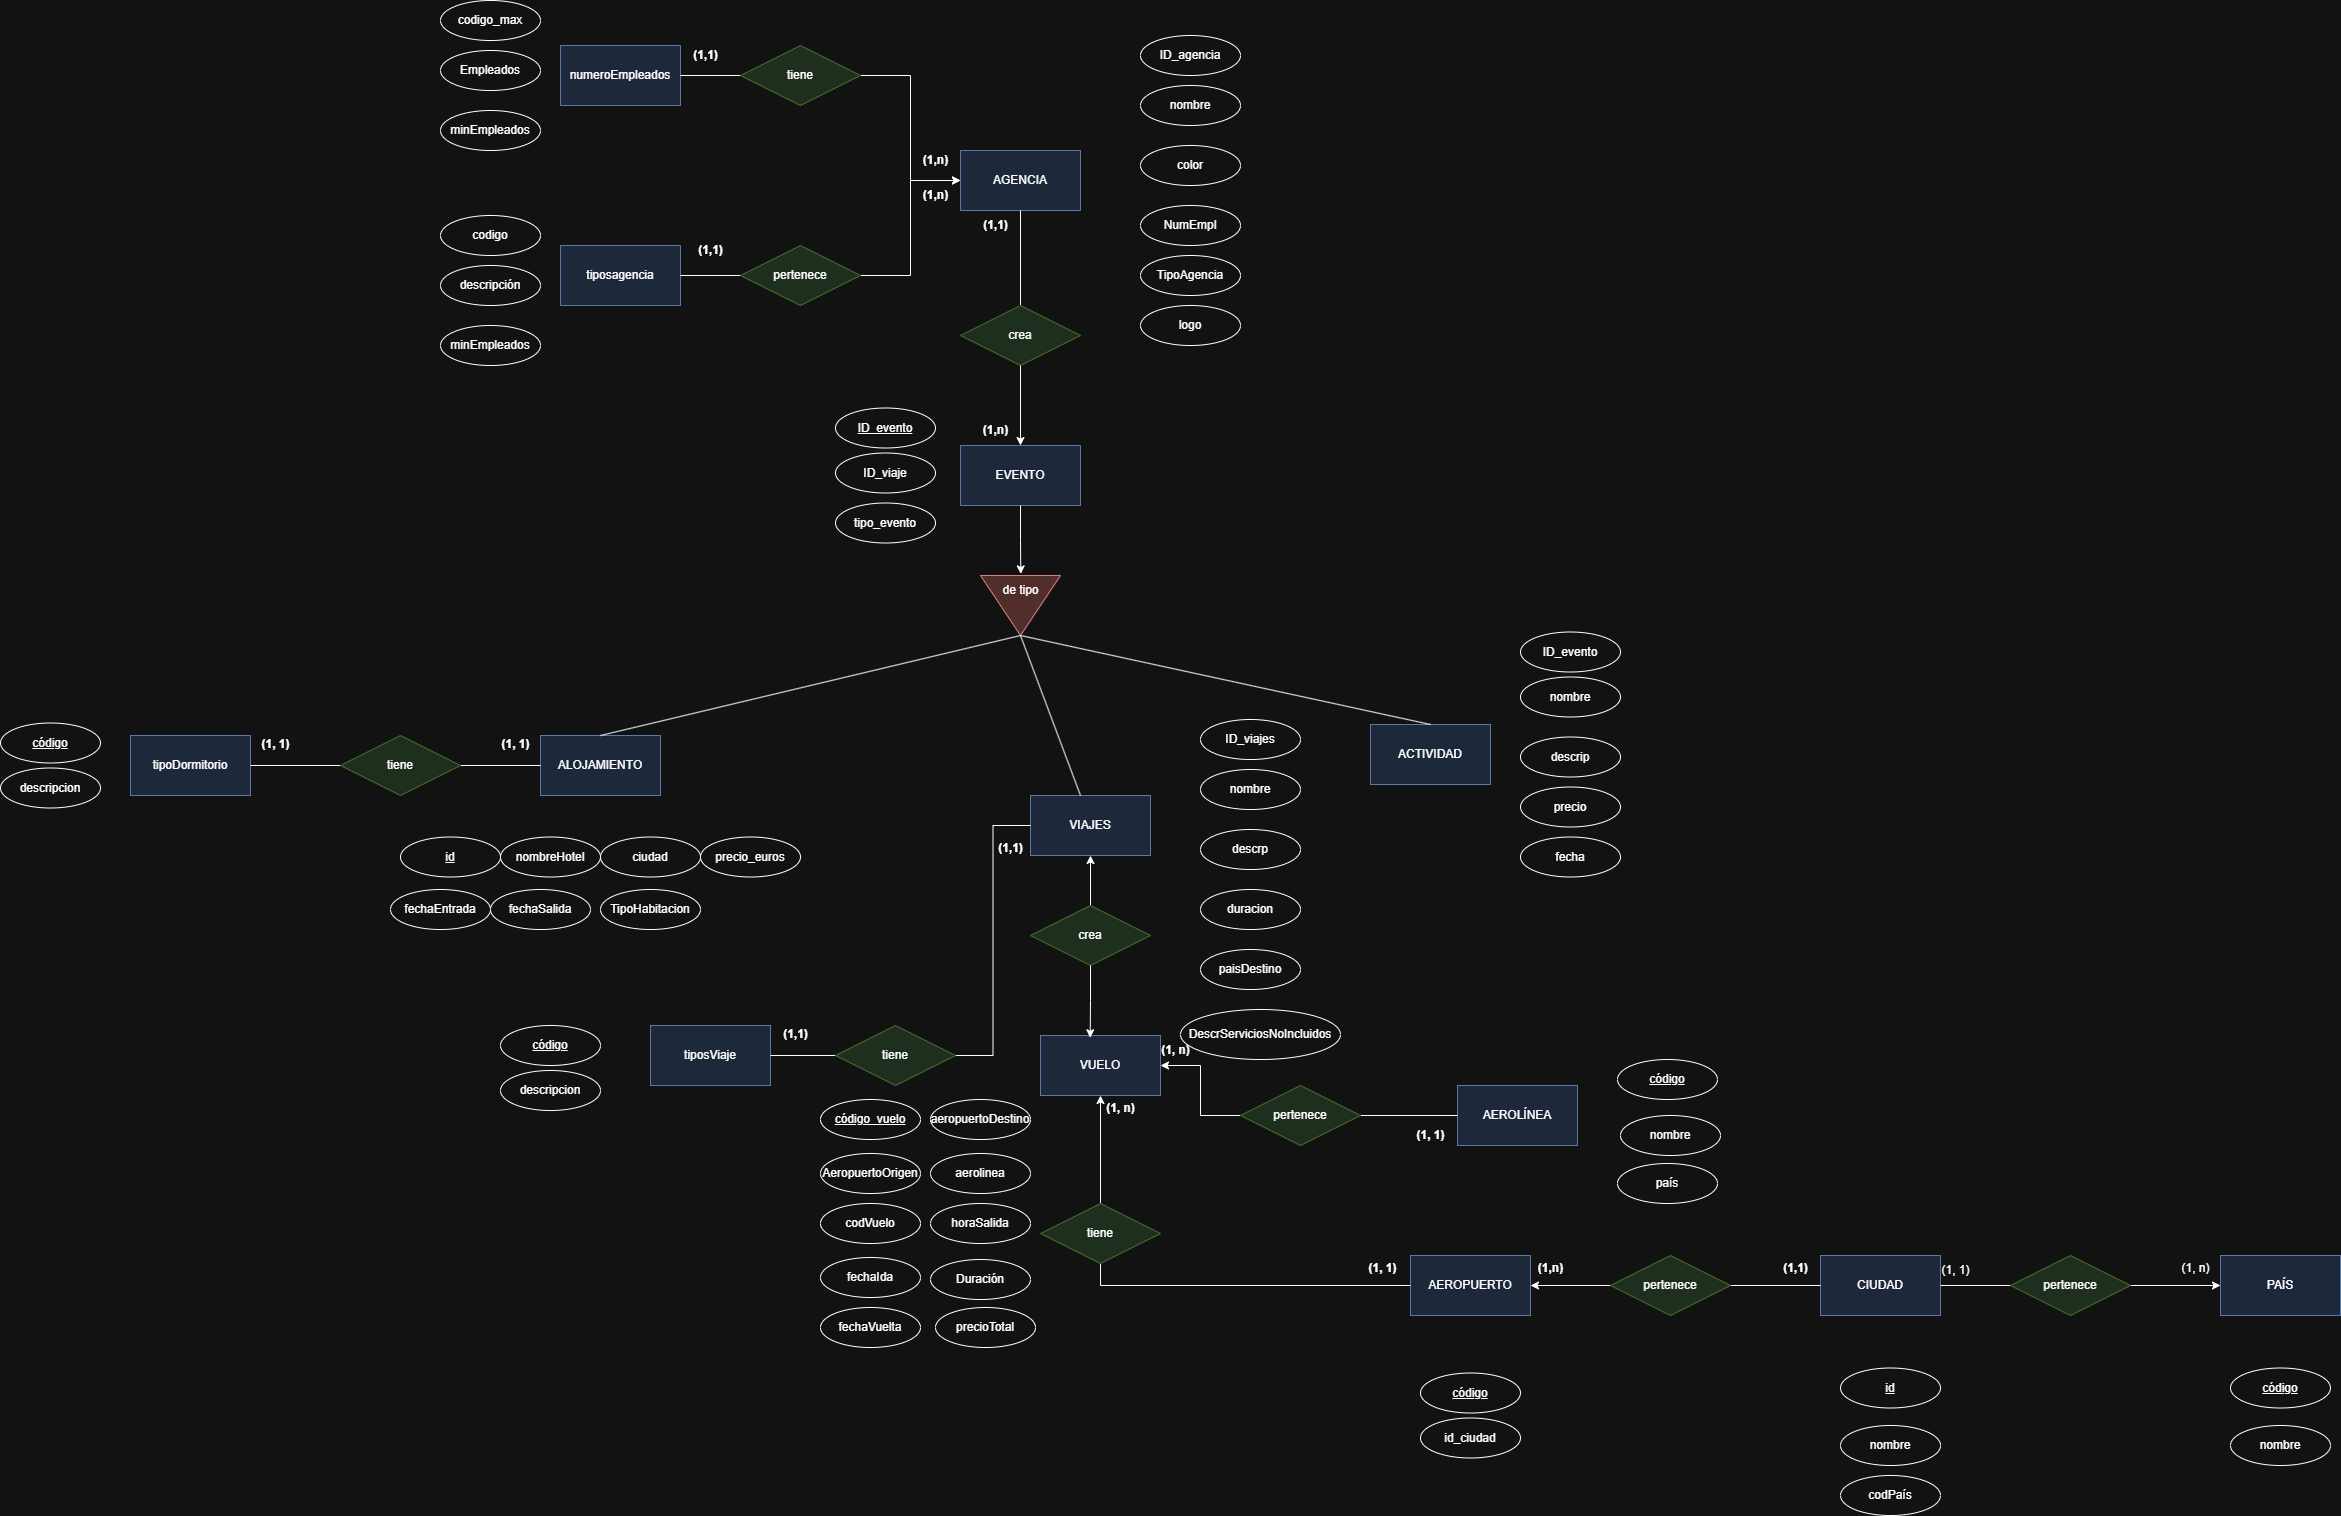 codigo_max
Empleados
minEmpleados
numeroEmpleados
(1,1)
tiene
(1,n)
(1,n)
AGENCIA
(1,1)
ID_agencia
nombre
color
NumEmpl
TipoAgencia
logo
codigo
descripción
minEmpleados
tiposagencia
(1,1)
pertenece
crea
(1,n)
ID_evento
ID_viaje
tipo_evento
EVENTO
de tipo
código
descripcion
tipoDormitorio
(1, 1)
tiene
(1, 1)
ALOJAMIENTO
id
nombreHotel
ciudad
precio_euros
fechaEntrada
fechaSalida
TipoHabitacion
VIAJES
(1,1)
crea
ID_viajes
nombre
descrp
duracion
paisDestino
DescrServiciosNoIncluidos
ACTIVIDAD
ID_evento
nombre
descrip
precio
fecha
código
descripcion
tiposViaje
(1,1)
tiene
VUELO
(1, n)
(1, n)
código_vuelo
aeropuertoDestino
AeropuertoOrigen
aerolinea
codVuelo
horaSalida
fechaIda
Duración
fechaVuelta
precioTotal
pertenece
(1, 1)
AEROLÍNEA
código
nombre
país
tiene
(1, 1)
AEROPUERTO
(1,n)
pertenece
(1,1)
CIUDAD
(1, 1)
pertenece
(1, n)
PAÍS
código
id_ciudad
id
nombre
codPaís
código
nombre